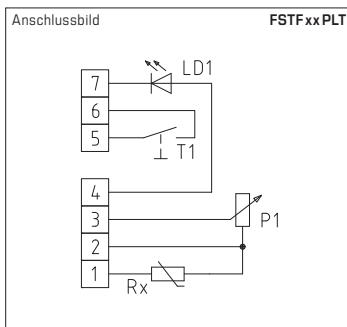 Anschlussbild FSTF xx PLT
7 LD1
6
5 T1
4
3 P1
2
1 Rx